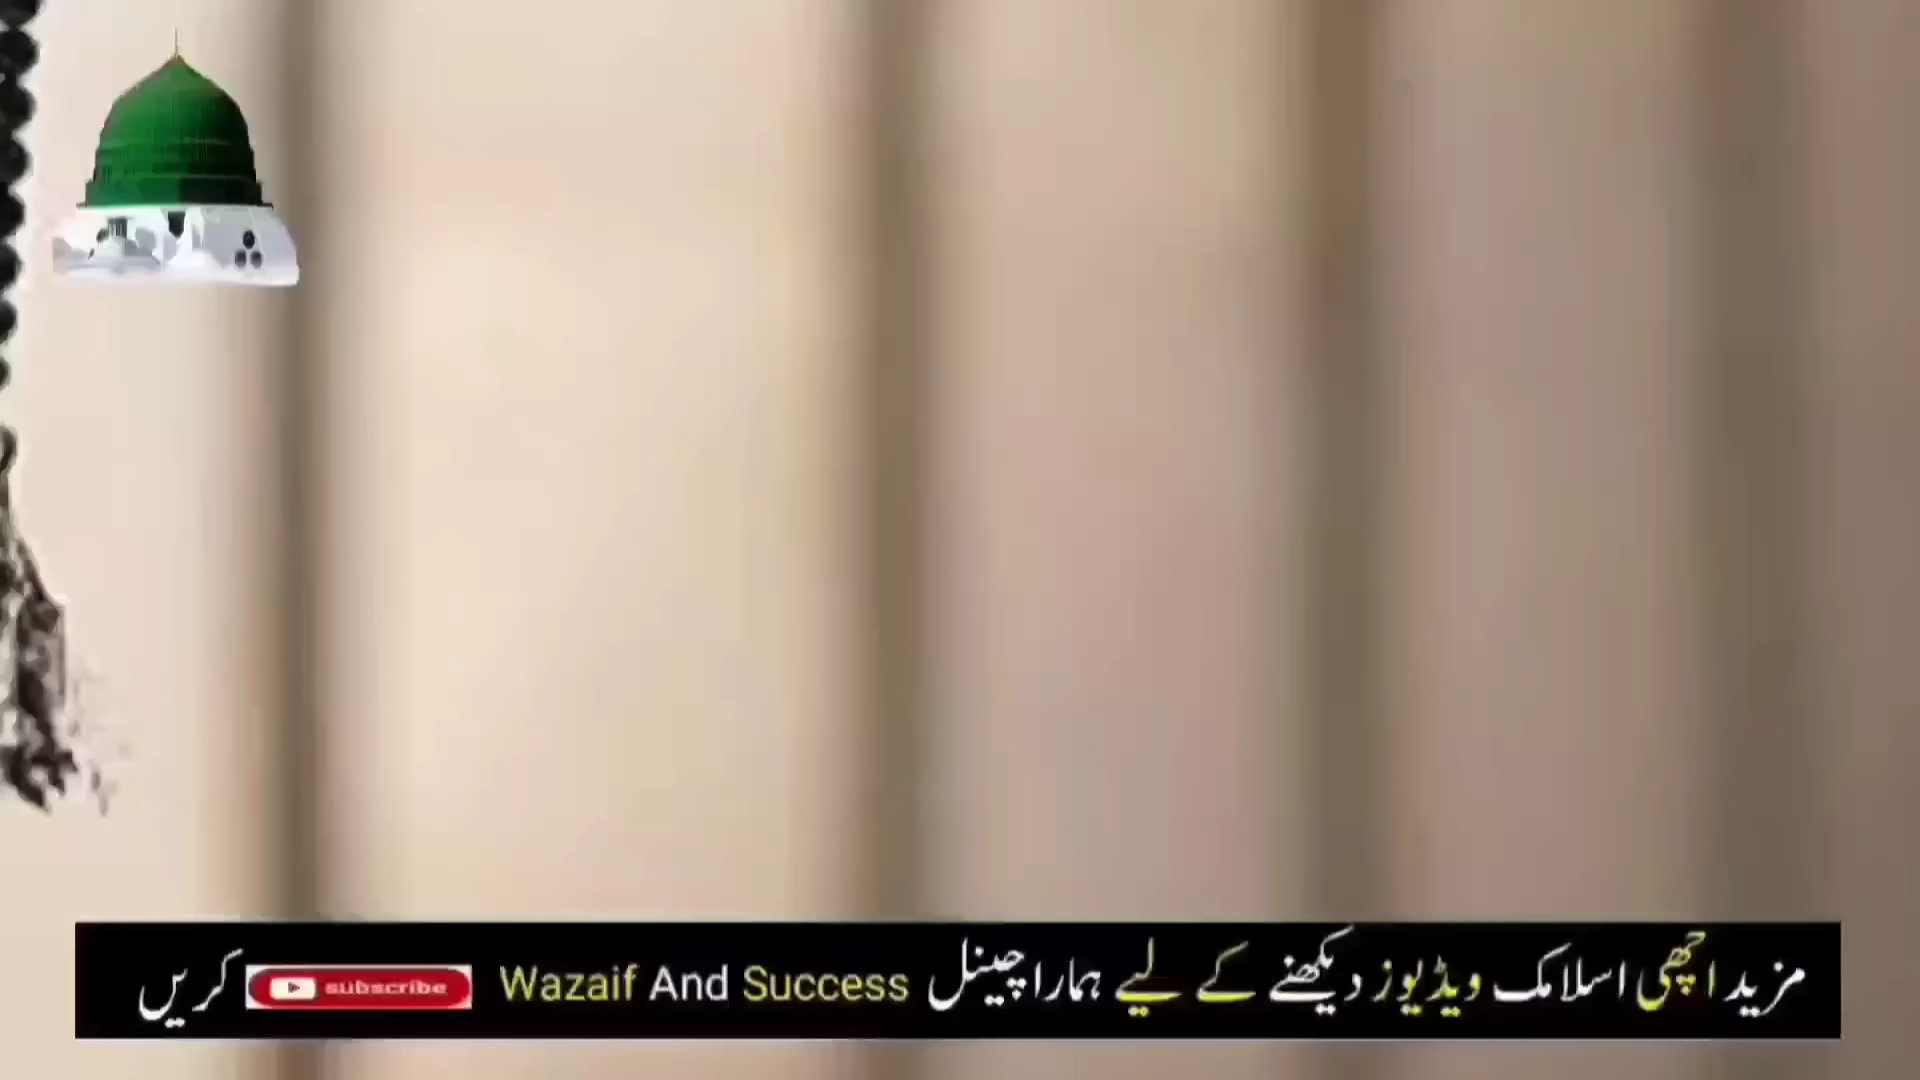 مزید اچھی اسلامک ویڈیوز دیکھنے کے لیے ہمارا چینل Wazaif And Success subscribe کریں